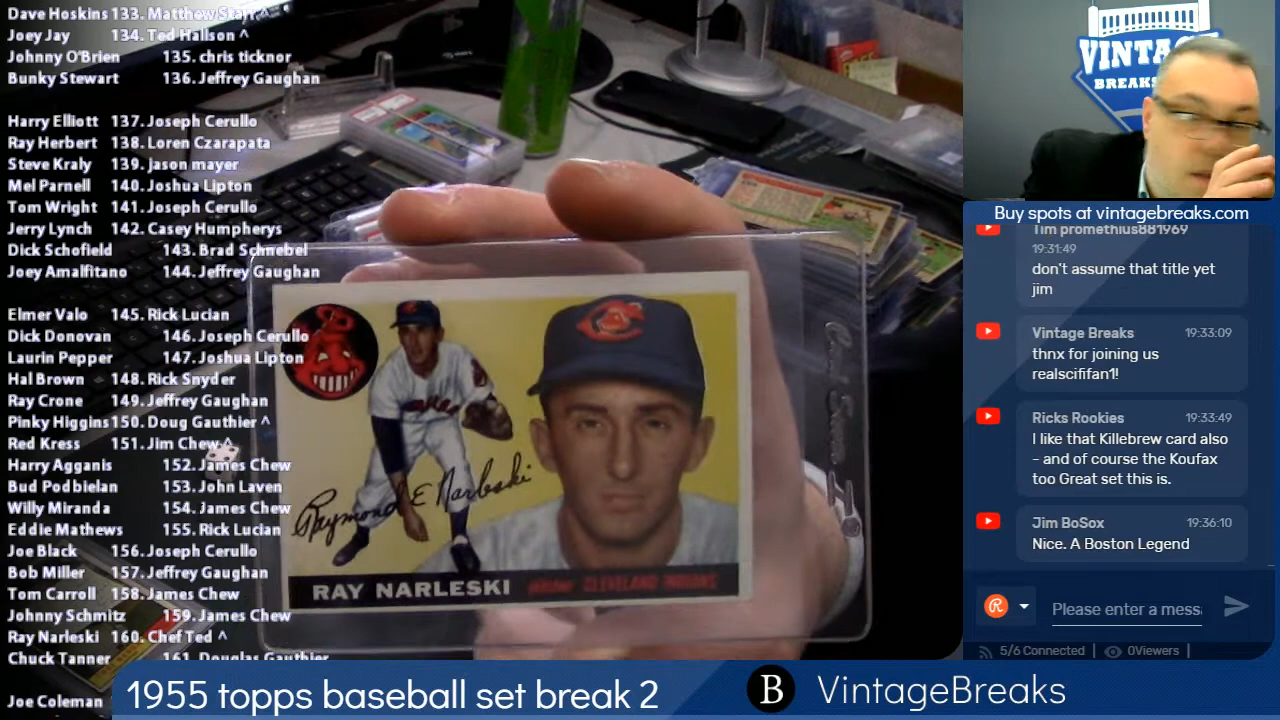 Dave Hoskins 133. Matthew Starr ^
Joey Jay 134. Ted Hallson ^
Johnny O'Brien 135. chris ticknor
Bunky Stewart 136. Jeffrey Gaughan
Harry Elliott 137. Joseph Cerullo
Ray Herbert 138. Loren Czarapata
Steve Kraly 139. jason mayer
Mel Parnell 140. Joshua Lipton
Tom Wright 141. Joseph Cerullo
Jerry Lynch 142. Casey Humpherys
Dick Schofield 143. Brad Schnebel
Joey Amalfitano 144. Jeffrey Gaughan
Elmer Valo 145. Rick Lucian
Dick Donovan 146. Joseph Cerullo
Laurin Pepper 147. Joshua Lipton
Hal Brown 148. Rick Snyder
Ray Crone 149. Jeffrey Gaughan
Pinky Higgins 150. Doug Gauthier ^
Red Kress 151. Jim Chew ^
Harry Agganis 152. James Chew
Bud Podbielan 153. John Laven
Willy Miranda 154. James Chew
Eddie Mathews 155. Rick Lucian
Joe Black 156. Joseph Cerullo
Bob Miller 157. Jeffrey Gaughan
Tom Carroll 158. James Chew
Johnny Schmitz 159. James Chew
Ray Narleski 160. Chef Ted ^
Chuck Tanner 161. Douglas Gauthier
Joe Coleman
Raymond E Narleski
RAY NARLESKI pitcher CLEVELAND INDIANS
1955 topps baseball set break 2
B VintageBreaks
VINTAGE
BREAKS
Buy spots at vintagebreaks.com
Tim promethius881969
19:31:49
don't assume that title yet
jim
Vintage Breaks 19:33:09
thnx for joining us
realscififan1!
Ricks Rookies 19:33:49
I like that Killebrew card also
- and of course the Koufax
too Great set this is.
Jim BoSox 19:36:10
Nice. A Boston Legend
Please enter a messa
5/6 Connected | 0Viewers |